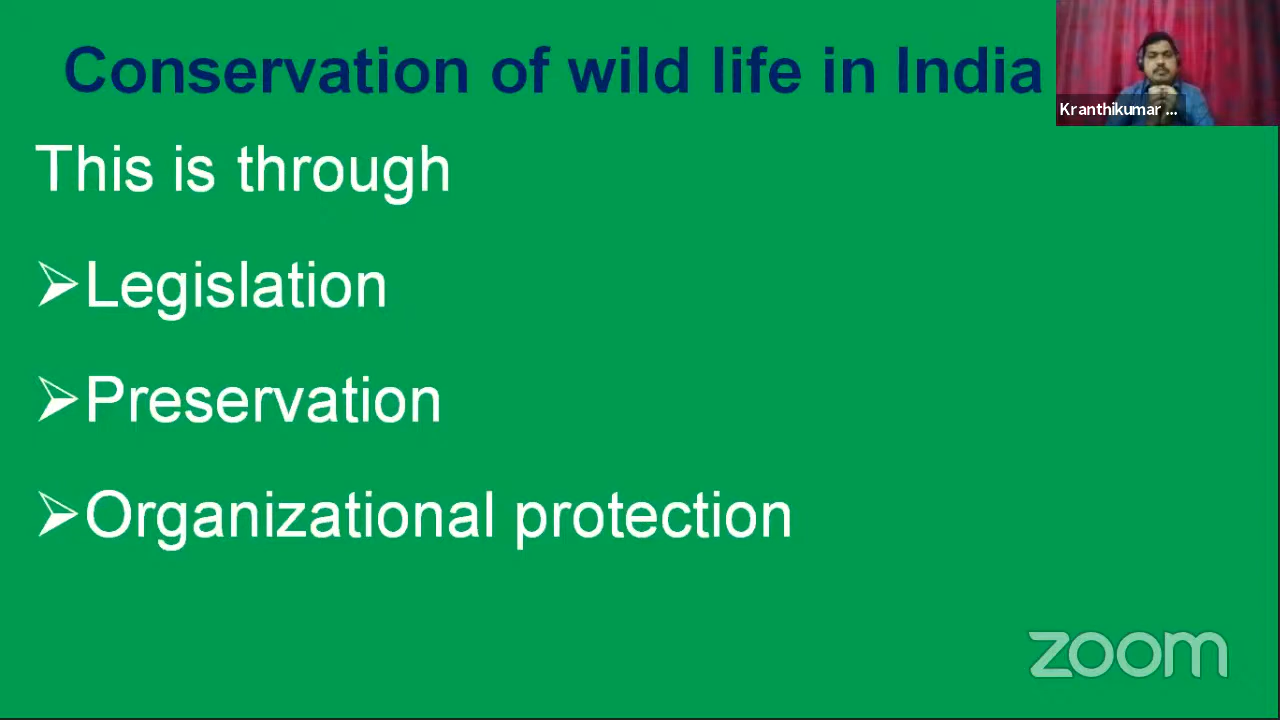 Conservation of wild life in India
Kranthikumar ...
This is through
➢Legislation
➢Preservation
➢Organizational protection
zoom